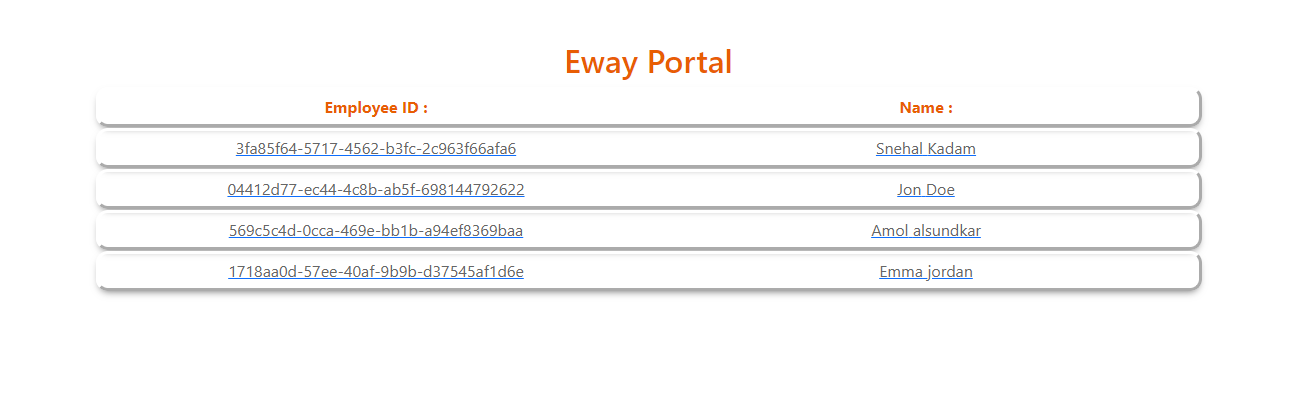 Eway Portal
Employee ID : Name :
3fa85f64-5717-4562-b3fc-2c963f66afa6 Snehal Kadam
04412d77-ec44-4c8b-ab5f-698144792622 Jon Doe
569c5c4d-0cca-469e-bb1b-a94ef8369baa Amol alsundkar
1718aa0d-57ee-40af-9b9b-d37545af1d6e Emma jordan